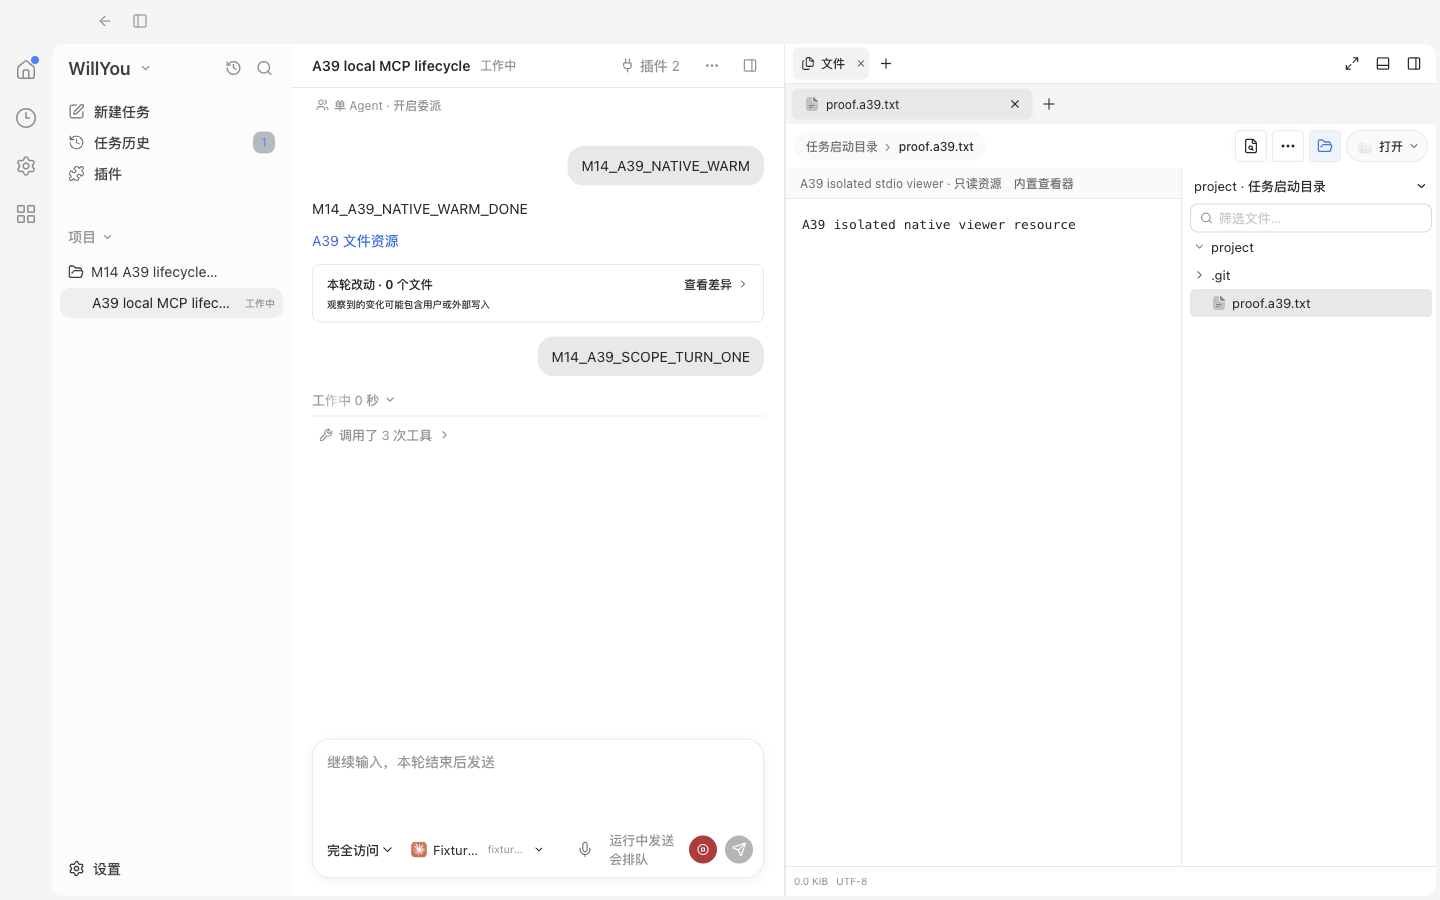 WillYou
新建任务
任务历史
1
插件
项目
M14 A39 lifecycle...
A39 local MCP lifec... 工作中
设置
A39 local MCP lifecycle 工作中
插件 2
单 Agent · 开启委派
M14_A39_NATIVE_WARM
M14_A39_NATIVE_WARM_DONE
A39 文件资源
本轮改动 · 0 个文件
查看差异
观察到的变化可能包含用户或外部写入
M14_A39_SCOPE_TURN_ONE
工作中 0 秒
调用了 3 次工具
继续输入，本轮结束后发送
完全访问
Fixtur...
fixtur...
运行中发送
会排队
文件
proof.a39.txt
任务启动目录 › proof.a39.txt
打开
A39 isolated stdio viewer · 只读资源 内置查看器
A39 isolated native viewer resource
project · 任务启动目录
筛选文件...
project
.git
proof.a39.txt
0.0 KiB UTF-8